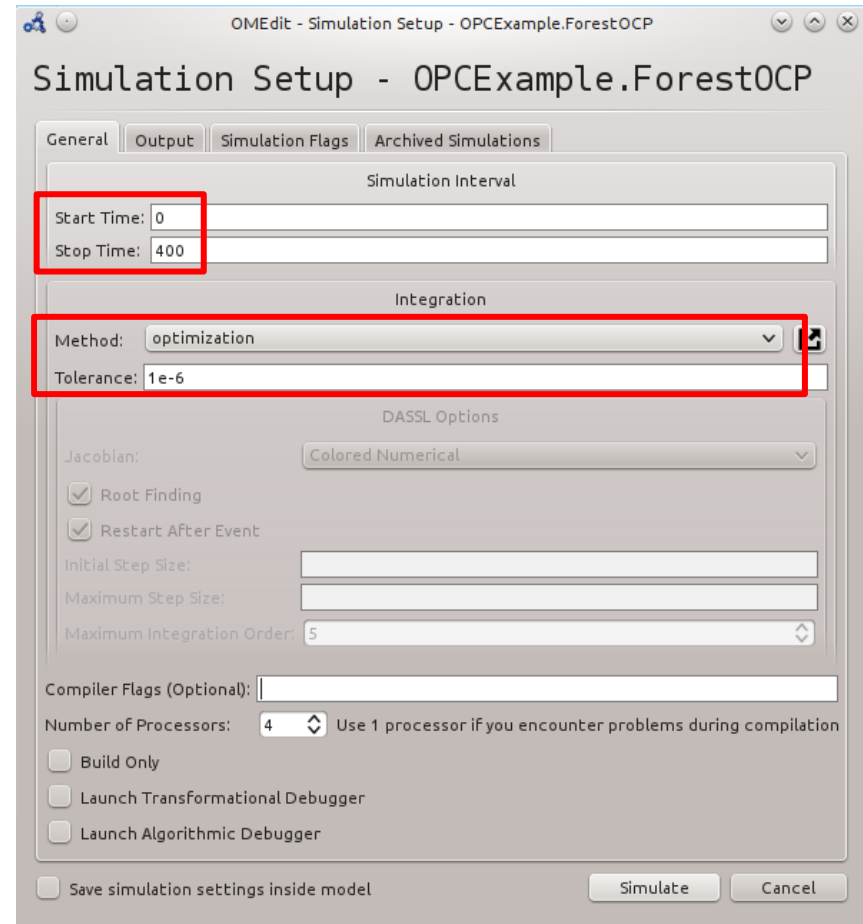 OMEdit - Simulation Setup - OPCExample.ForestOCP
Simulation Setup - OPCExample.ForestOCP
General Output Simulation Flags Archived Simulations
Simulation Interval
Start Time: 0
Stop Time: 400
Integration
Method: optimization
Tolerance: 1e-6
DASSL Options
Jacobian: Colored Numerical
Root Finding
Restart After Event
Initial Step Size:
Maximum Step Size:
Maximum Integration Order: 5
Compiler Flags (Optional):
Number of Processors: 4 Use 1 processor if you encounter problems during compilation
Build Only
Launch Transformational Debugger
Launch Algorithmic Debugger
Save simulation settings inside model Simulate Cancel